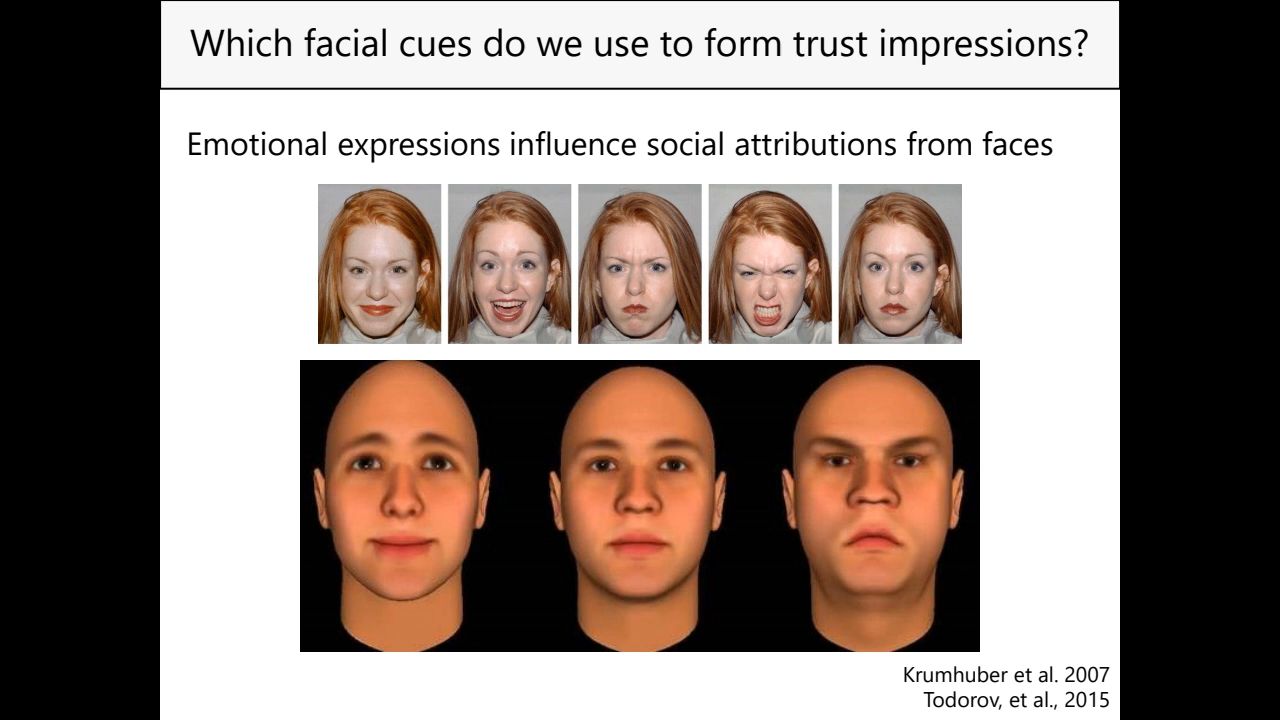 Which facial cues do we use to form trust impressions?
Emotional expressions influence social attributions from faces
Krumhuber et al. 2007
Todorov, et al., 2015